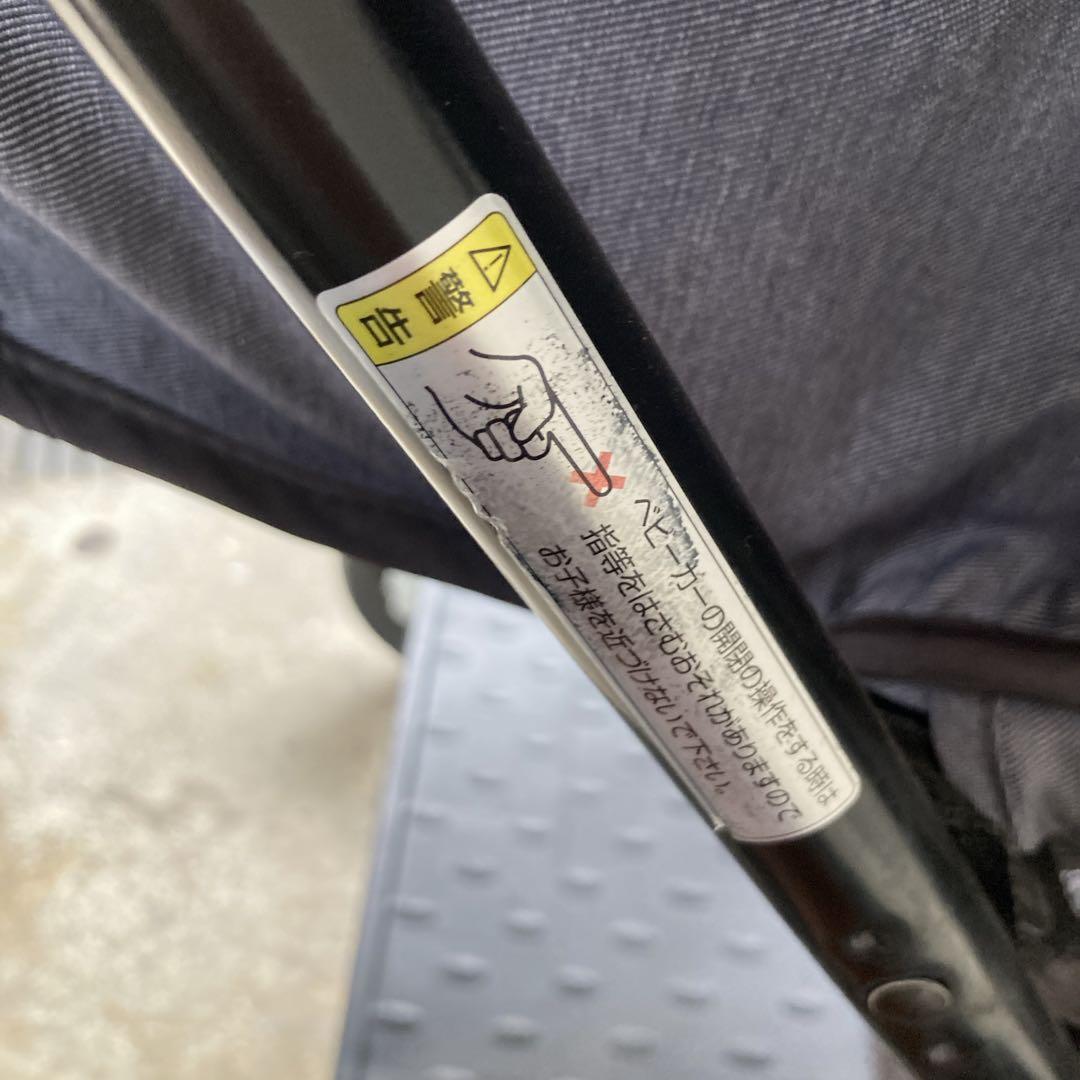 警告
ベビーカーの開閉の操作をする時は
指等をはさむおそれがありますので
お子様を近づけないで下さい。